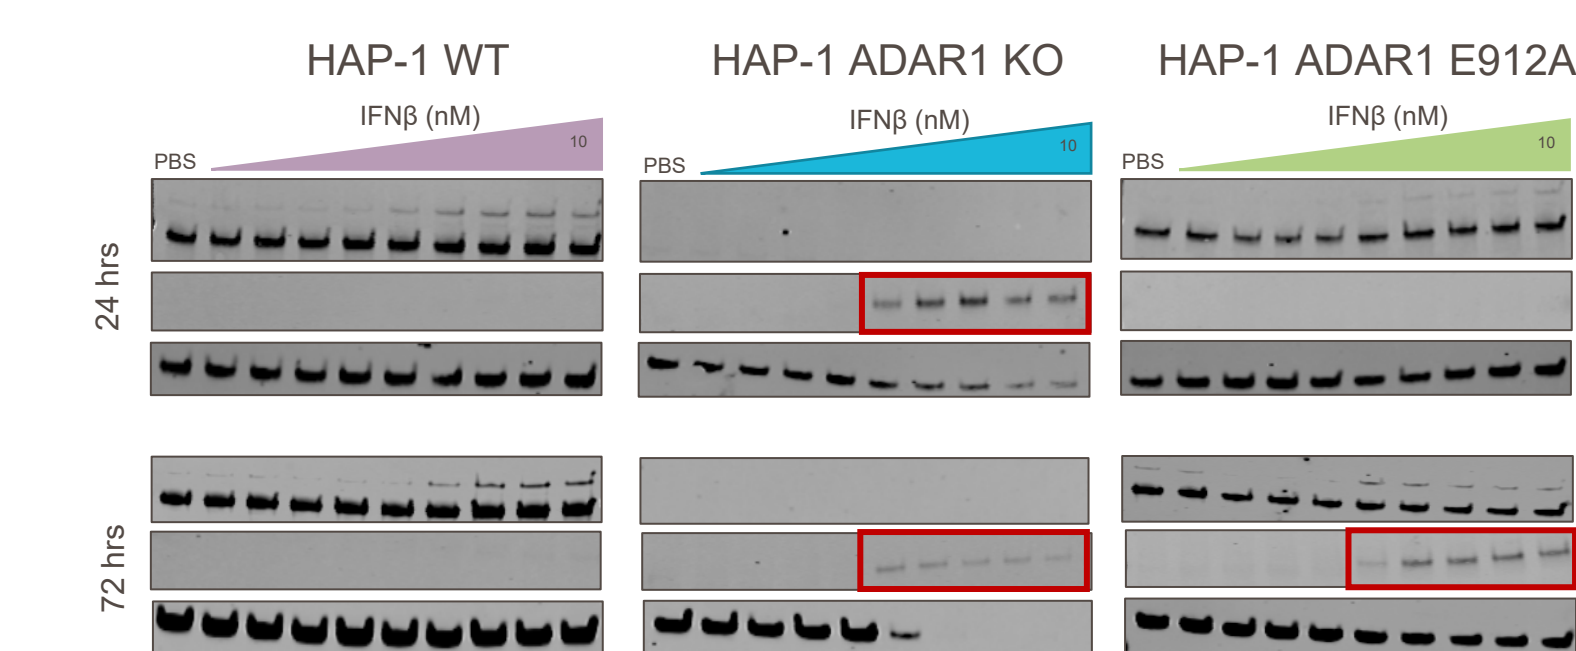 HAP-1 WT
HAP-1 ADAR1 KO
HAP-1 ADAR1 E912A
IFNβ (nM)
IFNβ (nM)
IFNβ (nM)
10
10
10
PBS
PBS
PBS
24 hrs
72 hrs